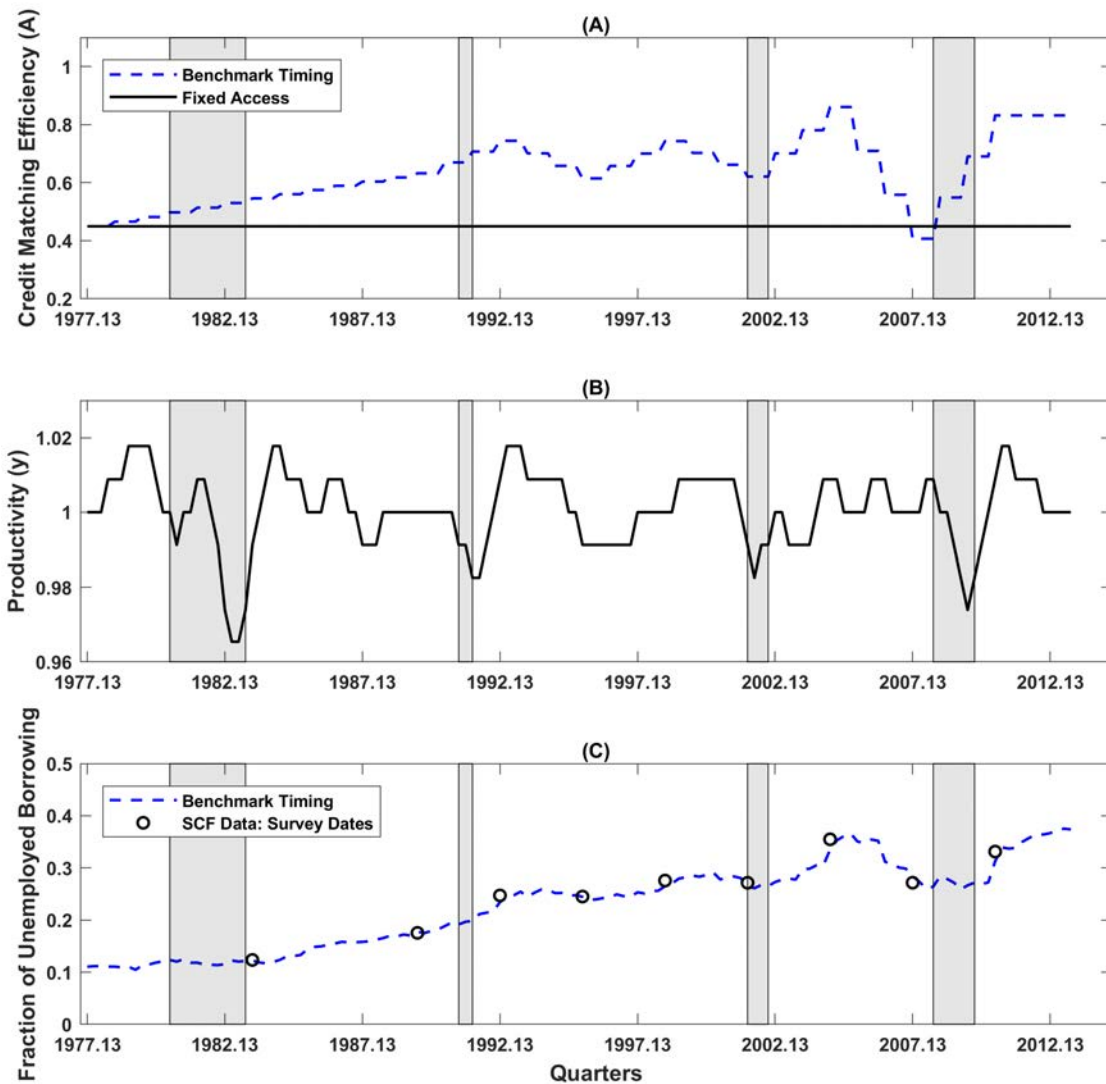 (A)
Credit Matching Efficiency (A)
1
0.8
0.6
0.4
0.2
Benchmark Timing
Fixed Access
1977.13 1982.13 1987.13 1992.13 1997.13 2002.13 2007.13 2012.13
(B)
Productivity (y)
1.02
1
0.98
0.96
1977.13 1982.13 1987.13 1992.13 1997.13 2002.13 2007.13 2012.13
(C)
Fraction of Unemployed Borrowing
0.5
0.4
0.3
0.2
0.1
0
Benchmark Timing
SCF Data: Survey Dates
1977.13 1982.13 1987.13 1992.13 1997.13 2002.13 2007.13 2012.13
Quarters